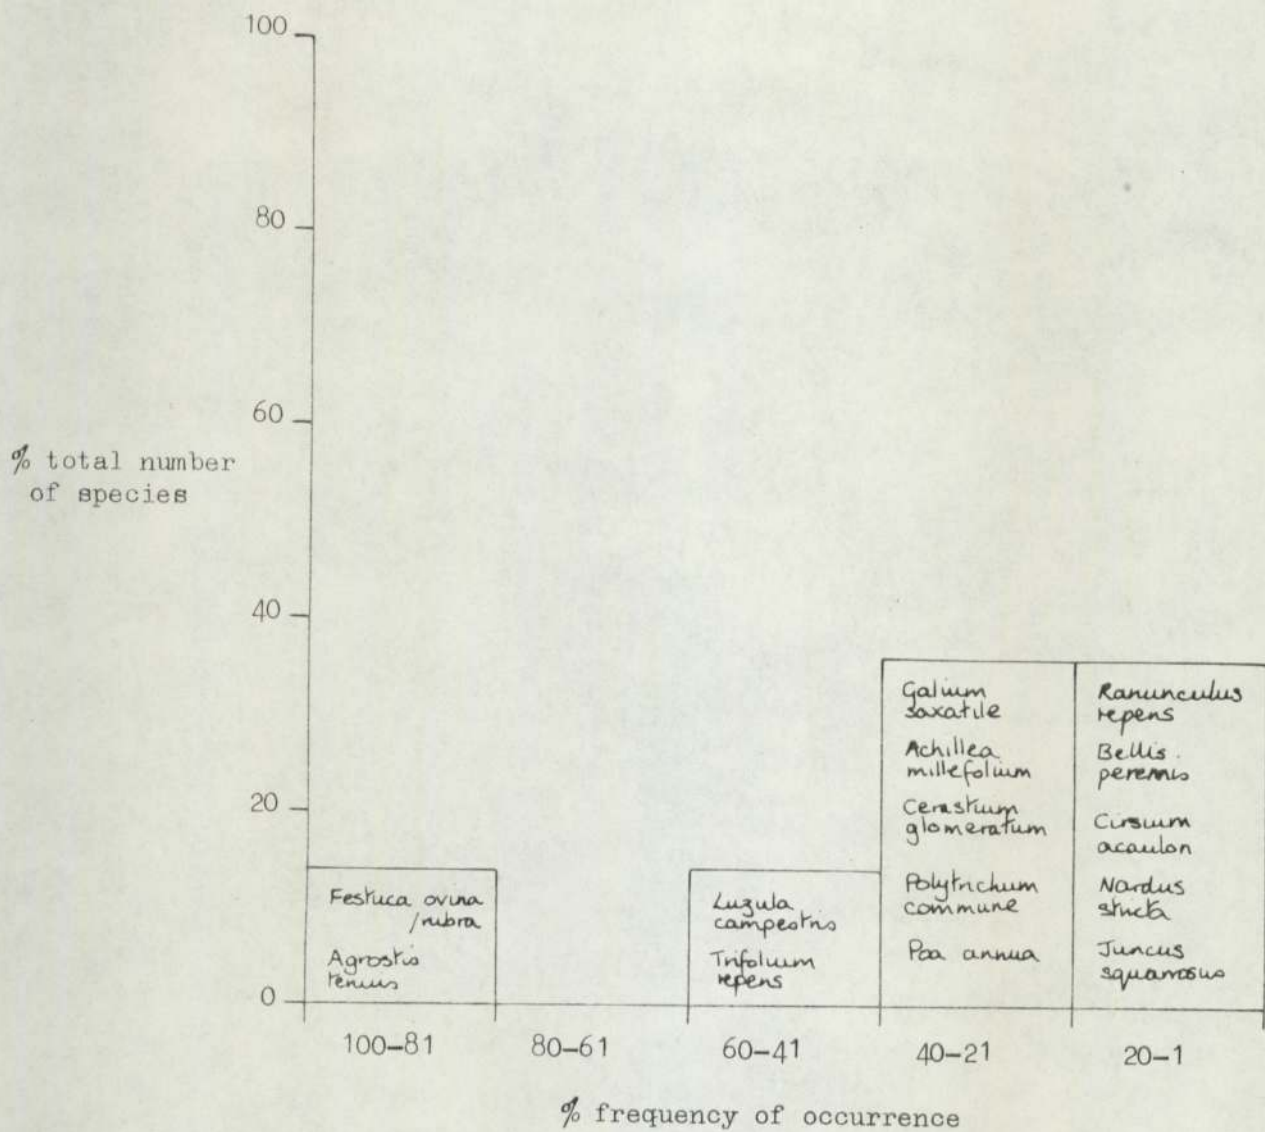 100
80
60
% total number
of species
40
20
0
Festuca ovina
/rubra
Agrostis
tenuis
Luzula
campestris
Trifolium
repens
Galium
saxatile
Achillea
millefolium
Cerastium
glomeratum
Polytrichum
commune
Poa annua
Ranunculus
repens
Bellis
perennis
Cirsium
acaulon
Nardus
stricta
Juncus
squarrosus
100-81
80-61
60-41
40-21
20-1
% frequency of occurrence